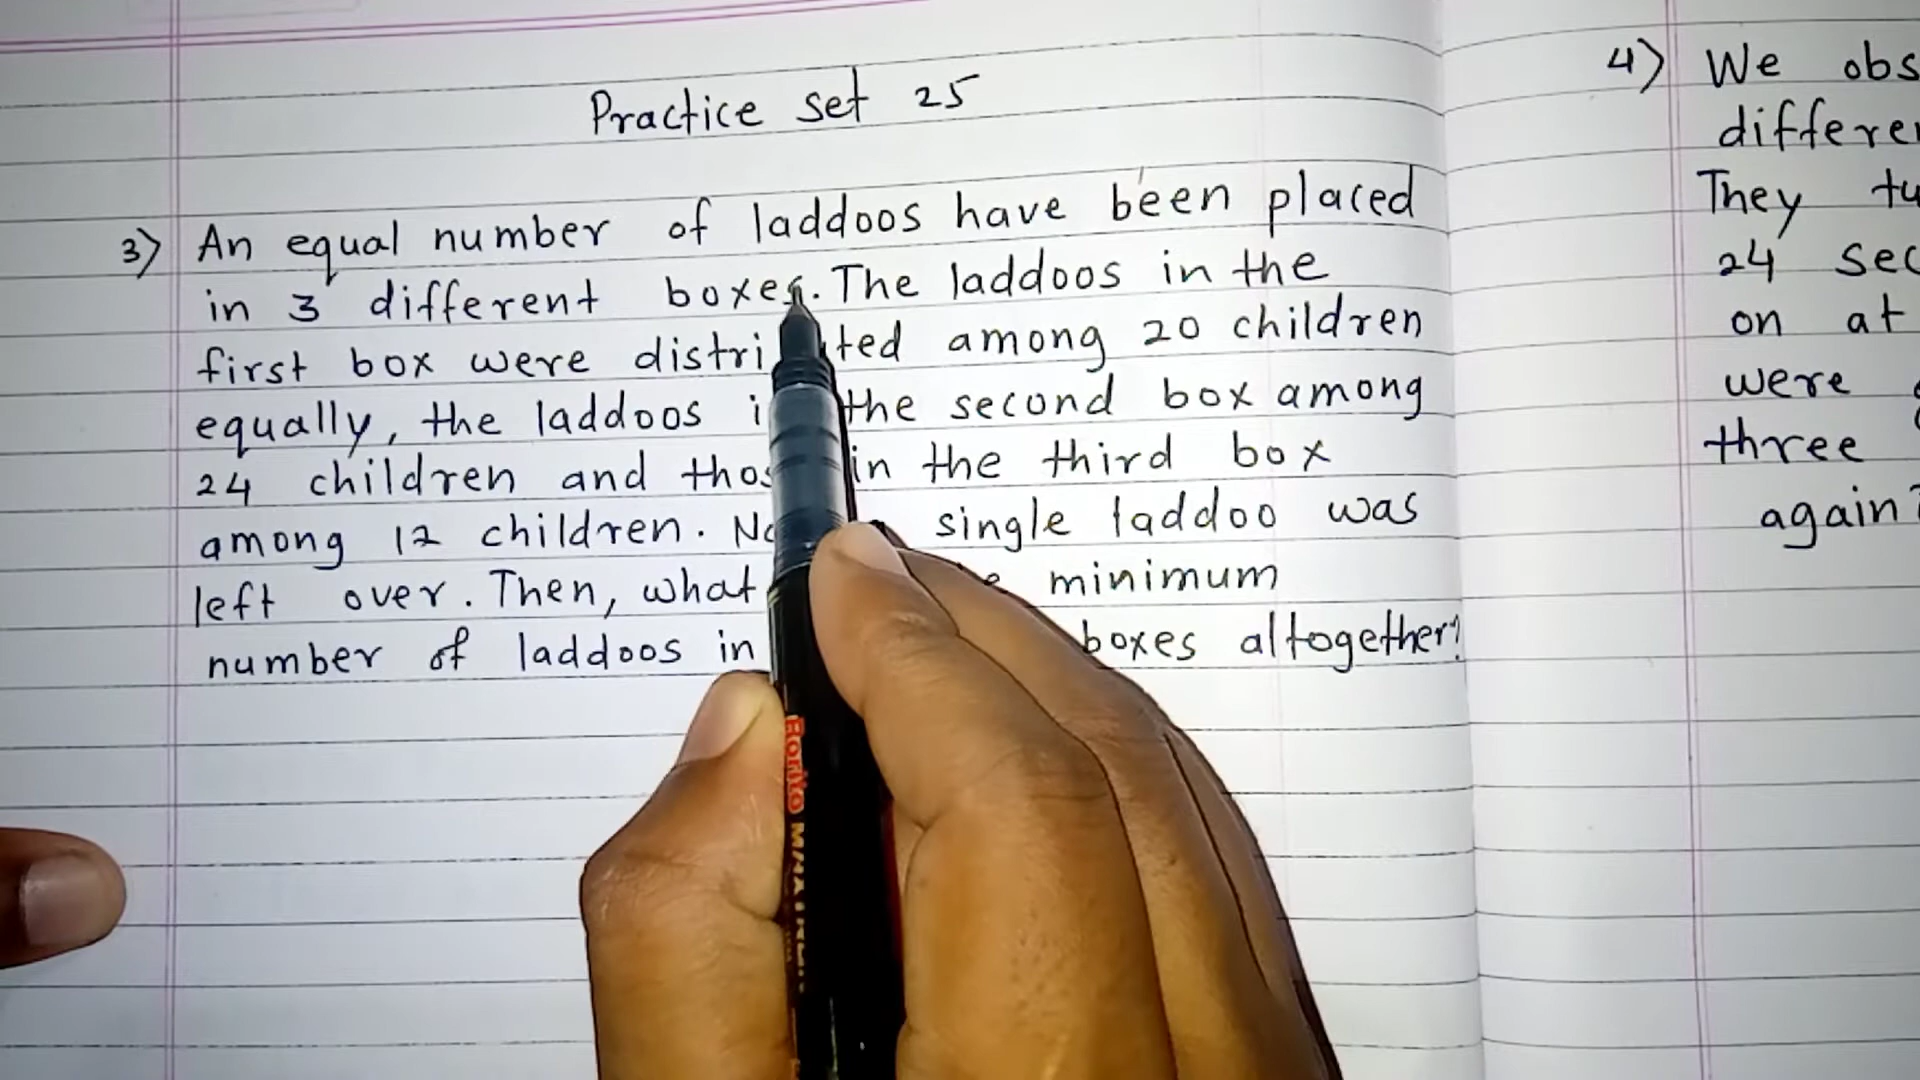 Practice set 25
3) An equal number of laddoos have been placed
in 3 different boxes. The laddoos in the
first box were distri ted among 20 children
equally, the laddoos i the second box among
24 children and thos in the third box
among 12 children. No single laddoo was
left over. Then, what minimum
number of laddoos in boxes altogether?
4) We obs
differe
They tu
24 sec
on at
were
three
again?